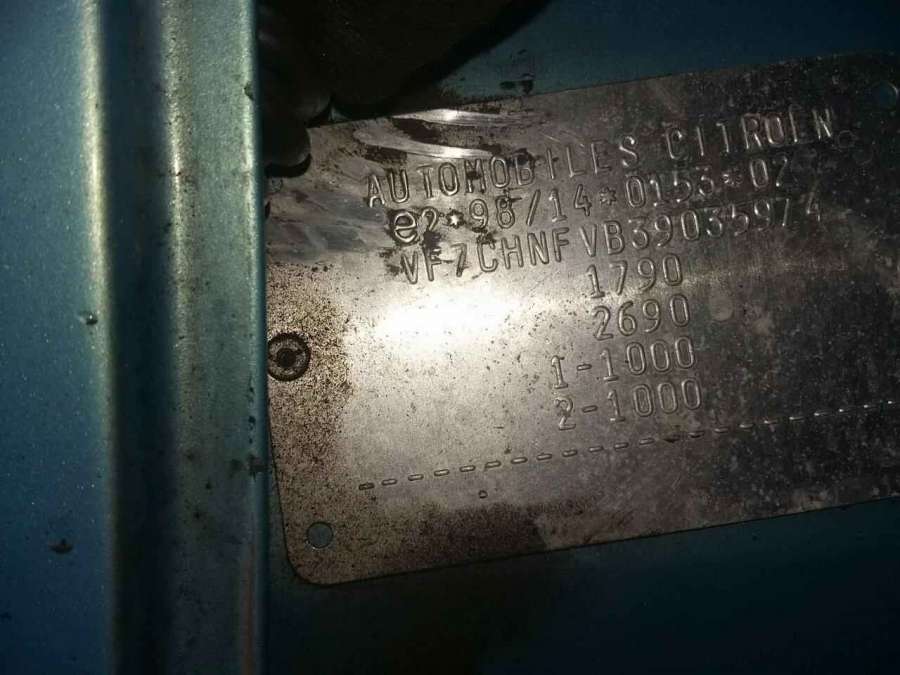 AUTOMOBILES CITROEN
e2*98/14*0153*02
VF7CHNFVB39035974
1790
2690
1-1000
2-1000